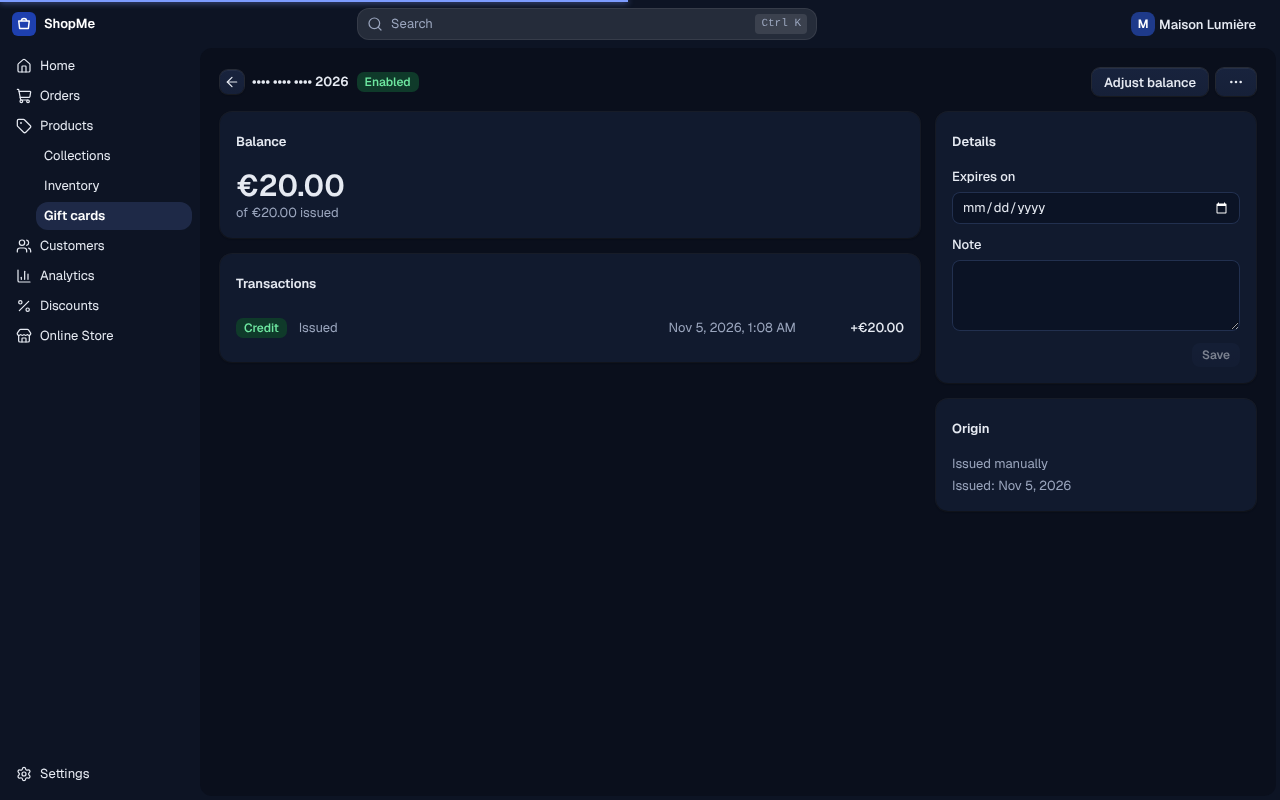 ShopMe
Search
Ctrl K
M
Maison Lumière
Home
Orders
Products
Collections
Inventory
Gift cards
Customers
Analytics
Discounts
Online Store
Settings
•••• •••• •••• 2026
Enabled
Adjust balance
Balance
€20.00
of €20.00 issued
Transactions
Credit Issued Nov 5, 2026, 1:08 AM +€20.00
Details
Expires on
mm/dd/yyyy
Note
Save
Origin
Issued manually
Issued: Nov 5, 2026